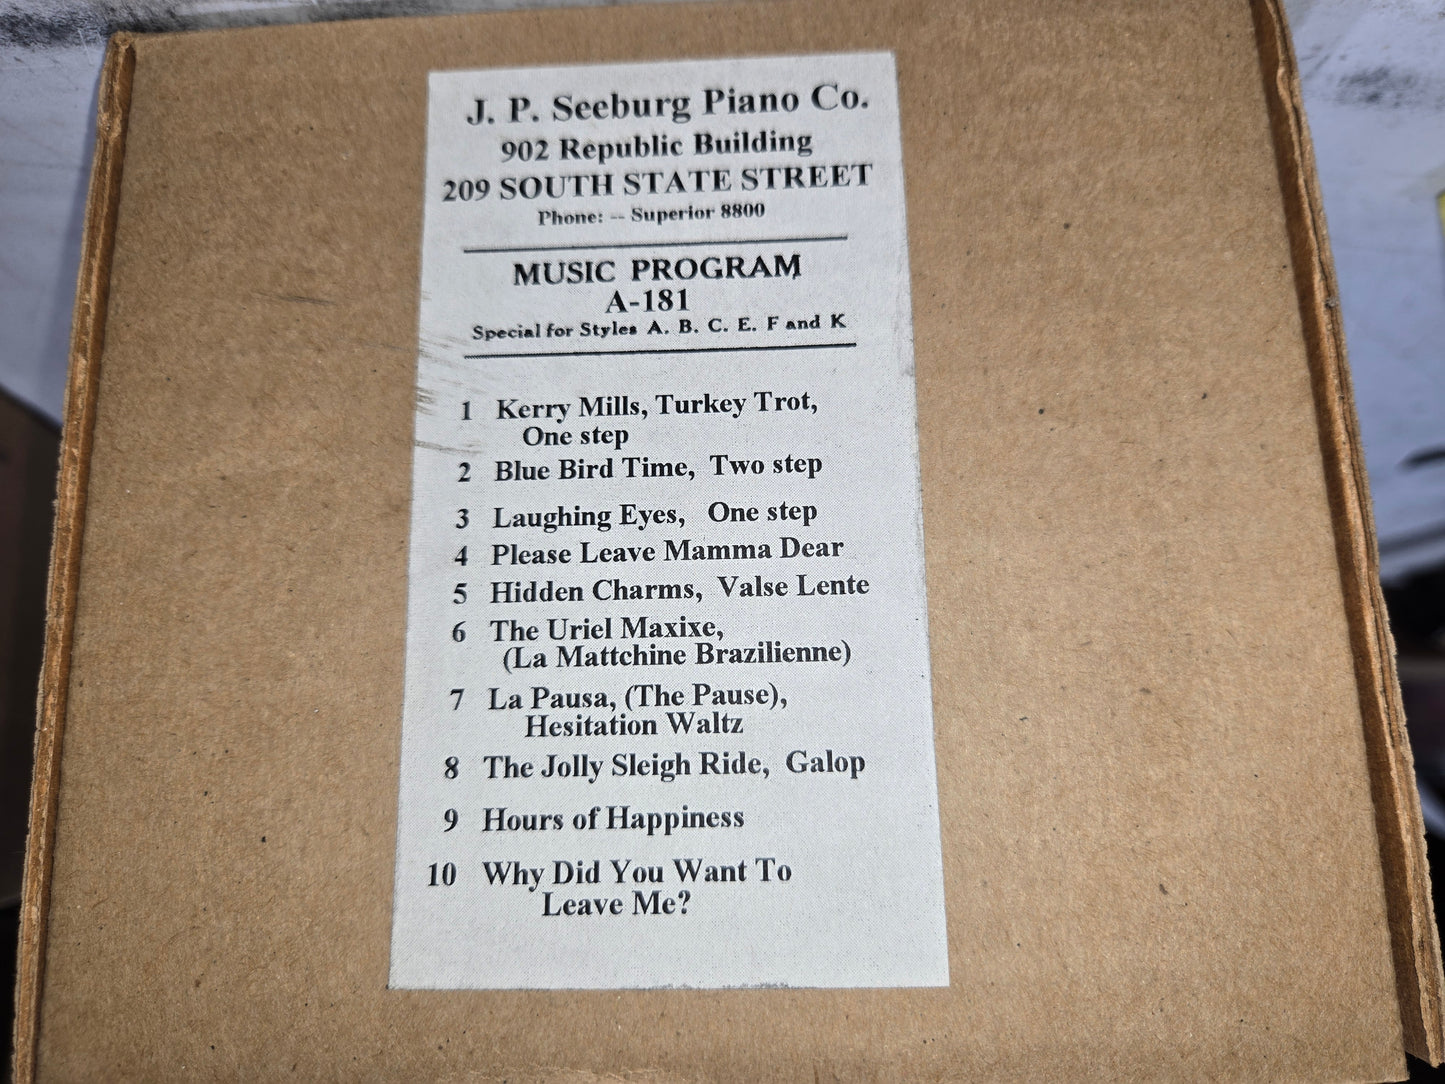 J. P. Seeburg Piano Co.
902 Republic Building
209 SOUTH STATE STREET
Phone: -- Superior 8800
MUSIC PROGRAM
A-181
Special for Styles A. B. C. E. F and K
1 Kerry Mills, Turkey Trot,
One step
2 Blue Bird Time, Two step
3 Laughing Eyes, One step
4 Please Leave Mamma Dear
5 Hidden Charms, Valse Lente
6 The Uriel Maxixe,
(La Mattchine Brazilienne)
7 La Pausa, (The Pause),
Hesitation Waltz
8 The Jolly Sleigh Ride, Galop
9 Hours of Happiness
10 Why Did You Want To
Leave Me?